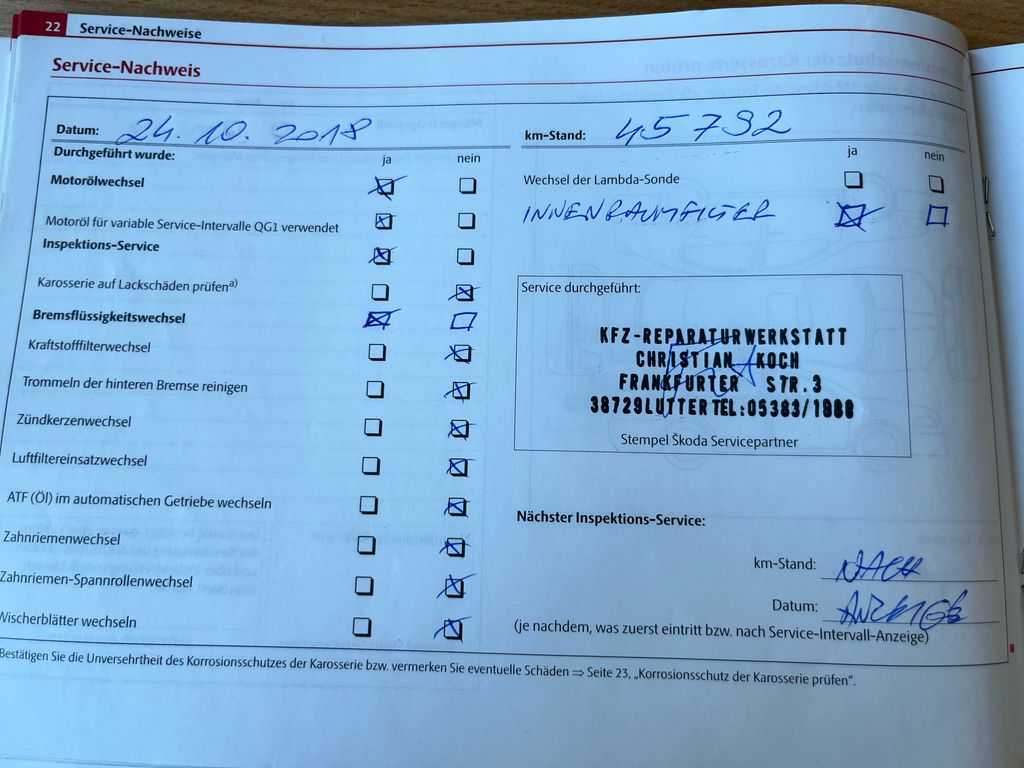 22 Service-Nachweise
Service-Nachweis
Datum: 24.10.2018
Durchgeführt wurde: ja nein
Motorölwechsel
Motoröl für variable Service-Intervalle QG1 verwendet
Inspektions-Service
Karosserie auf Lackschäden prüfen a)
Bremsflüssigkeitswechsel
Kraftstofffilterwechsel
Trommeln der hinteren Bremse reinigen
Zündkerzenwechsel
Luftfiltereinsatzwechsel
ATF (Öl) im automatischen Getriebe wechseln
Zahnriemenwechsel
Zahnriemen-Spannrollenwechsel
Wischerblätter wechseln
km-Stand: 45792
ja nein
Wechsel der Lambda-Sonde
INNENRAUMFILTER
Service durchgeführt:
KFZ-REPARATURWERKSTATT
CHRISTIAN KOCH
FRANKFURTER STR.3
38729 LUTTER TEL:05383/1888
Stempel Škoda Servicepartner
Nächster Inspektions-Service:
km-Stand: NACH
Datum: ANZEIGE
(je nachdem, was zuerst eintritt bzw. nach Service-Intervall-Anzeige)
Bestätigen Sie die Unversehrtheit des Korrosionsschutzes der Karosserie bzw. vermerken Sie eventuelle Schäden ⇒ Seite 23, „Korrosionsschutz der Karosserie prüfen“.